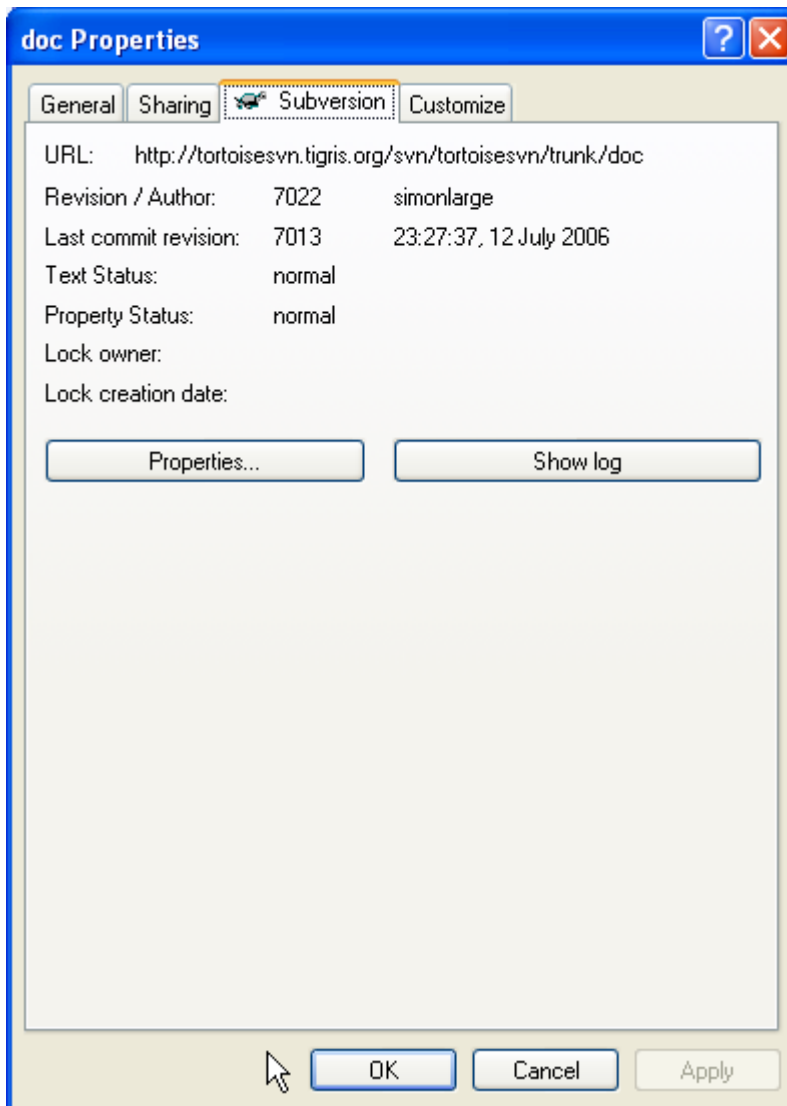 doc Properties
General Sharing Subversion Customize
URL: http://tortoisesvn.tigris.org/svn/tortoisesvn/trunk/doc
Revision / Author: 7022 simonlarge
Last commit revision: 7013 23:27:37, 12 July 2006
Text Status: normal
Property Status: normal
Lock owner:
Lock creation date:
Properties... Show log
OK Cancel Apply